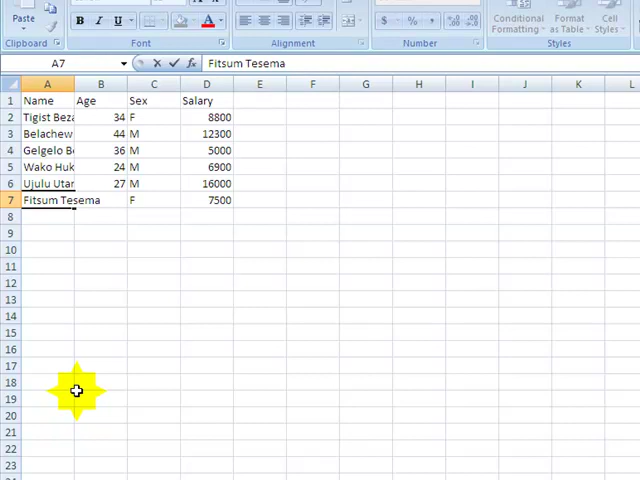 Paste
B I U
A
$ % ,
Conditional Formatting
Format as Table
Cell Styles
Clipboard
Font
Alignment
Number
Styles
A7 fx Fitsum Tesema
A B C D E F G H I J K L
1 Name Age Sex Salary
2 Tigist Beza 34 F 8800
3 Belachew 44 M 12300
4 Gelgelo Be 36 M 5000
5 Wako Huk 24 M 6900
6 Ujulu Utar 27 M 16000
7 Fitsum Tesema F 7500
8
9
10
11
12
13
14
15
16
17
18
19
20
21
22
23